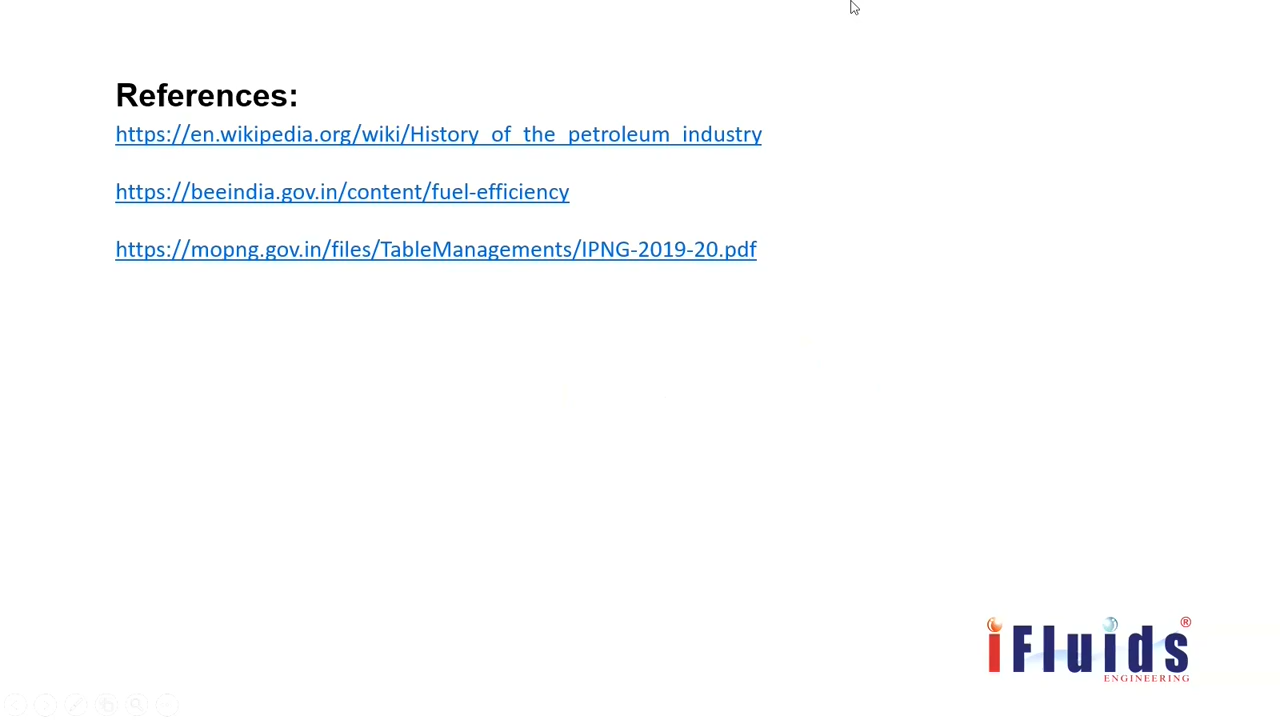 References:
https://en.wikipedia.org/wiki/History_of_the_petroleum_industry
https://beeindia.gov.in/content/fuel-efficiency
https://mopng.gov.in/files/TableManagements/IPNG-2019-20.pdf
iFluids®
ENGINEERING